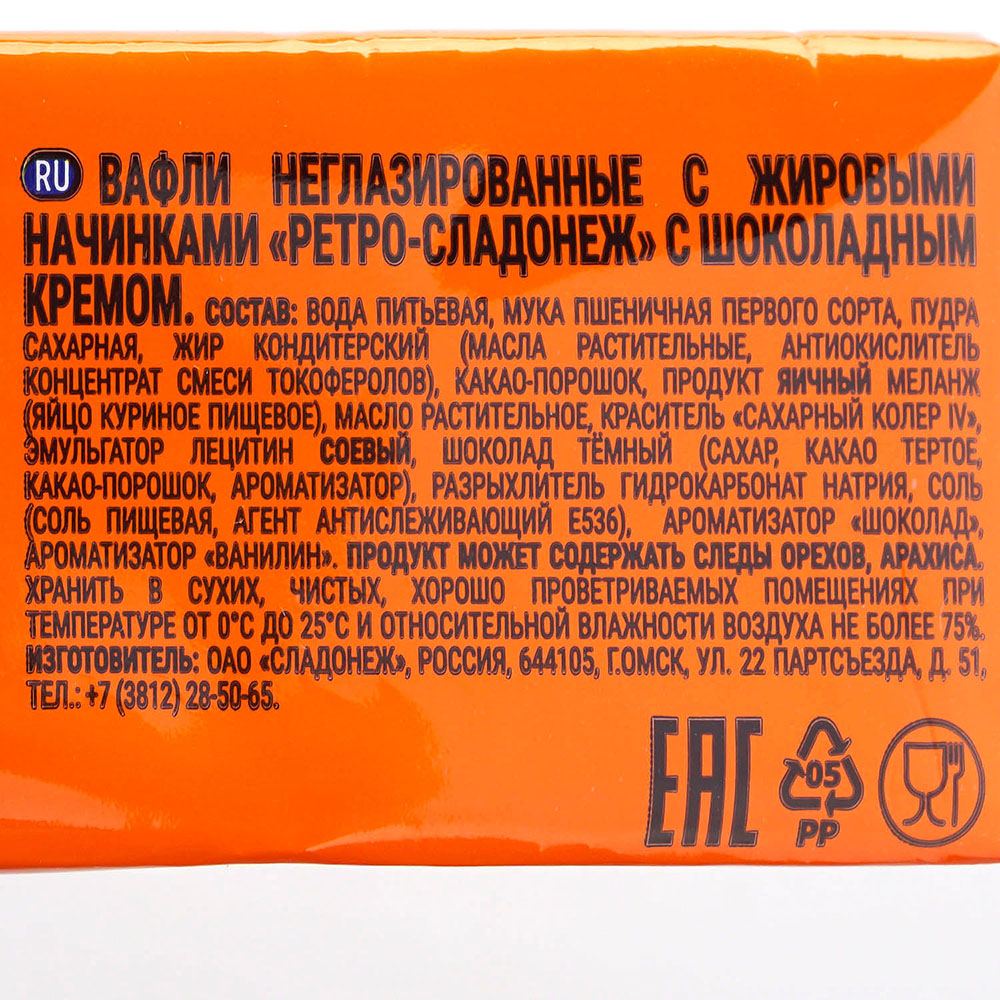 RU ВАФЛИ НЕГЛАЗИРОВАННЫЕ С ЖИРОВЫМИ
НАЧИНКАМИ «РЕТРО-СЛАДОНЕЖ» С ШОКОЛАДНЫМ
КРЕМОМ. СОСТАВ: ВОДА ПИТЬЕВАЯ, МУКА ПШЕНИЧНАЯ ПЕРВОГО СОРТА, ПУДРА
САХАРНАЯ, ЖИР КОНДИТЕРСКИЙ (МАСЛА РАСТИТЕЛЬНЫЕ, АНТИОКИСЛИТЕЛЬ
КОНЦЕНТРАТ СМЕСИ ТОКОФЕРОЛОВ), КАКАО-ПОРОШОК, ПРОДУКТ ЯИЧНЫЙ МЕЛАНЖ
(ЯЙЦО КУРИНОЕ ПИЩЕВОЕ), МАСЛО РАСТИТЕЛЬНОЕ, КРАСИТЕЛЬ «САХАРНЫЙ КОЛЕР IV»,
ЭМУЛЬГАТОР ЛЕЦИТИН СОЕВЫЙ, ШОКОЛАД ТЁМНЫЙ (САХАР, КАКАО ТЕРТОЕ,
КАКАО-ПОРОШОК, АРОМАТИЗАТОР), РАЗРЫХЛИТЕЛЬ ГИДРОКАРБОНАТ НАТРИЯ, СОЛЬ
(СОЛЬ ПИЩЕВАЯ, АГЕНТ АНТИСЛЕЖИВАЮЩИЙ Е536), АРОМАТИЗАТОР «ШОКОЛАД»,
АРОМАТИЗАТОР «ВАНИЛИН». ПРОДУКТ МОЖЕТ СОДЕРЖАТЬ СЛЕДЫ ОРЕХОВ, АРАХИСА.
ХРАНИТЬ В СУХИХ, ЧИСТЫХ, ХОРОШО ПРОВЕТРИВАЕМЫХ ПОМЕЩЕНИЯХ ПРИ
ТЕМПЕРАТУРЕ ОТ 0°С ДО 25°С И ОТНОСИТЕЛЬНОЙ ВЛАЖНОСТИ ВОЗДУХА НЕ БОЛЕЕ 75%.
ИЗГОТОВИТЕЛЬ: ОАО «СЛАДОНЕЖ», РОССИЯ, 644105, Г.ОМСК, УЛ. 22 ПАРТСЪЕЗДА, Д. 51,
ТЕЛ.: +7 (3812) 28-50-65.
EAC
05
PP